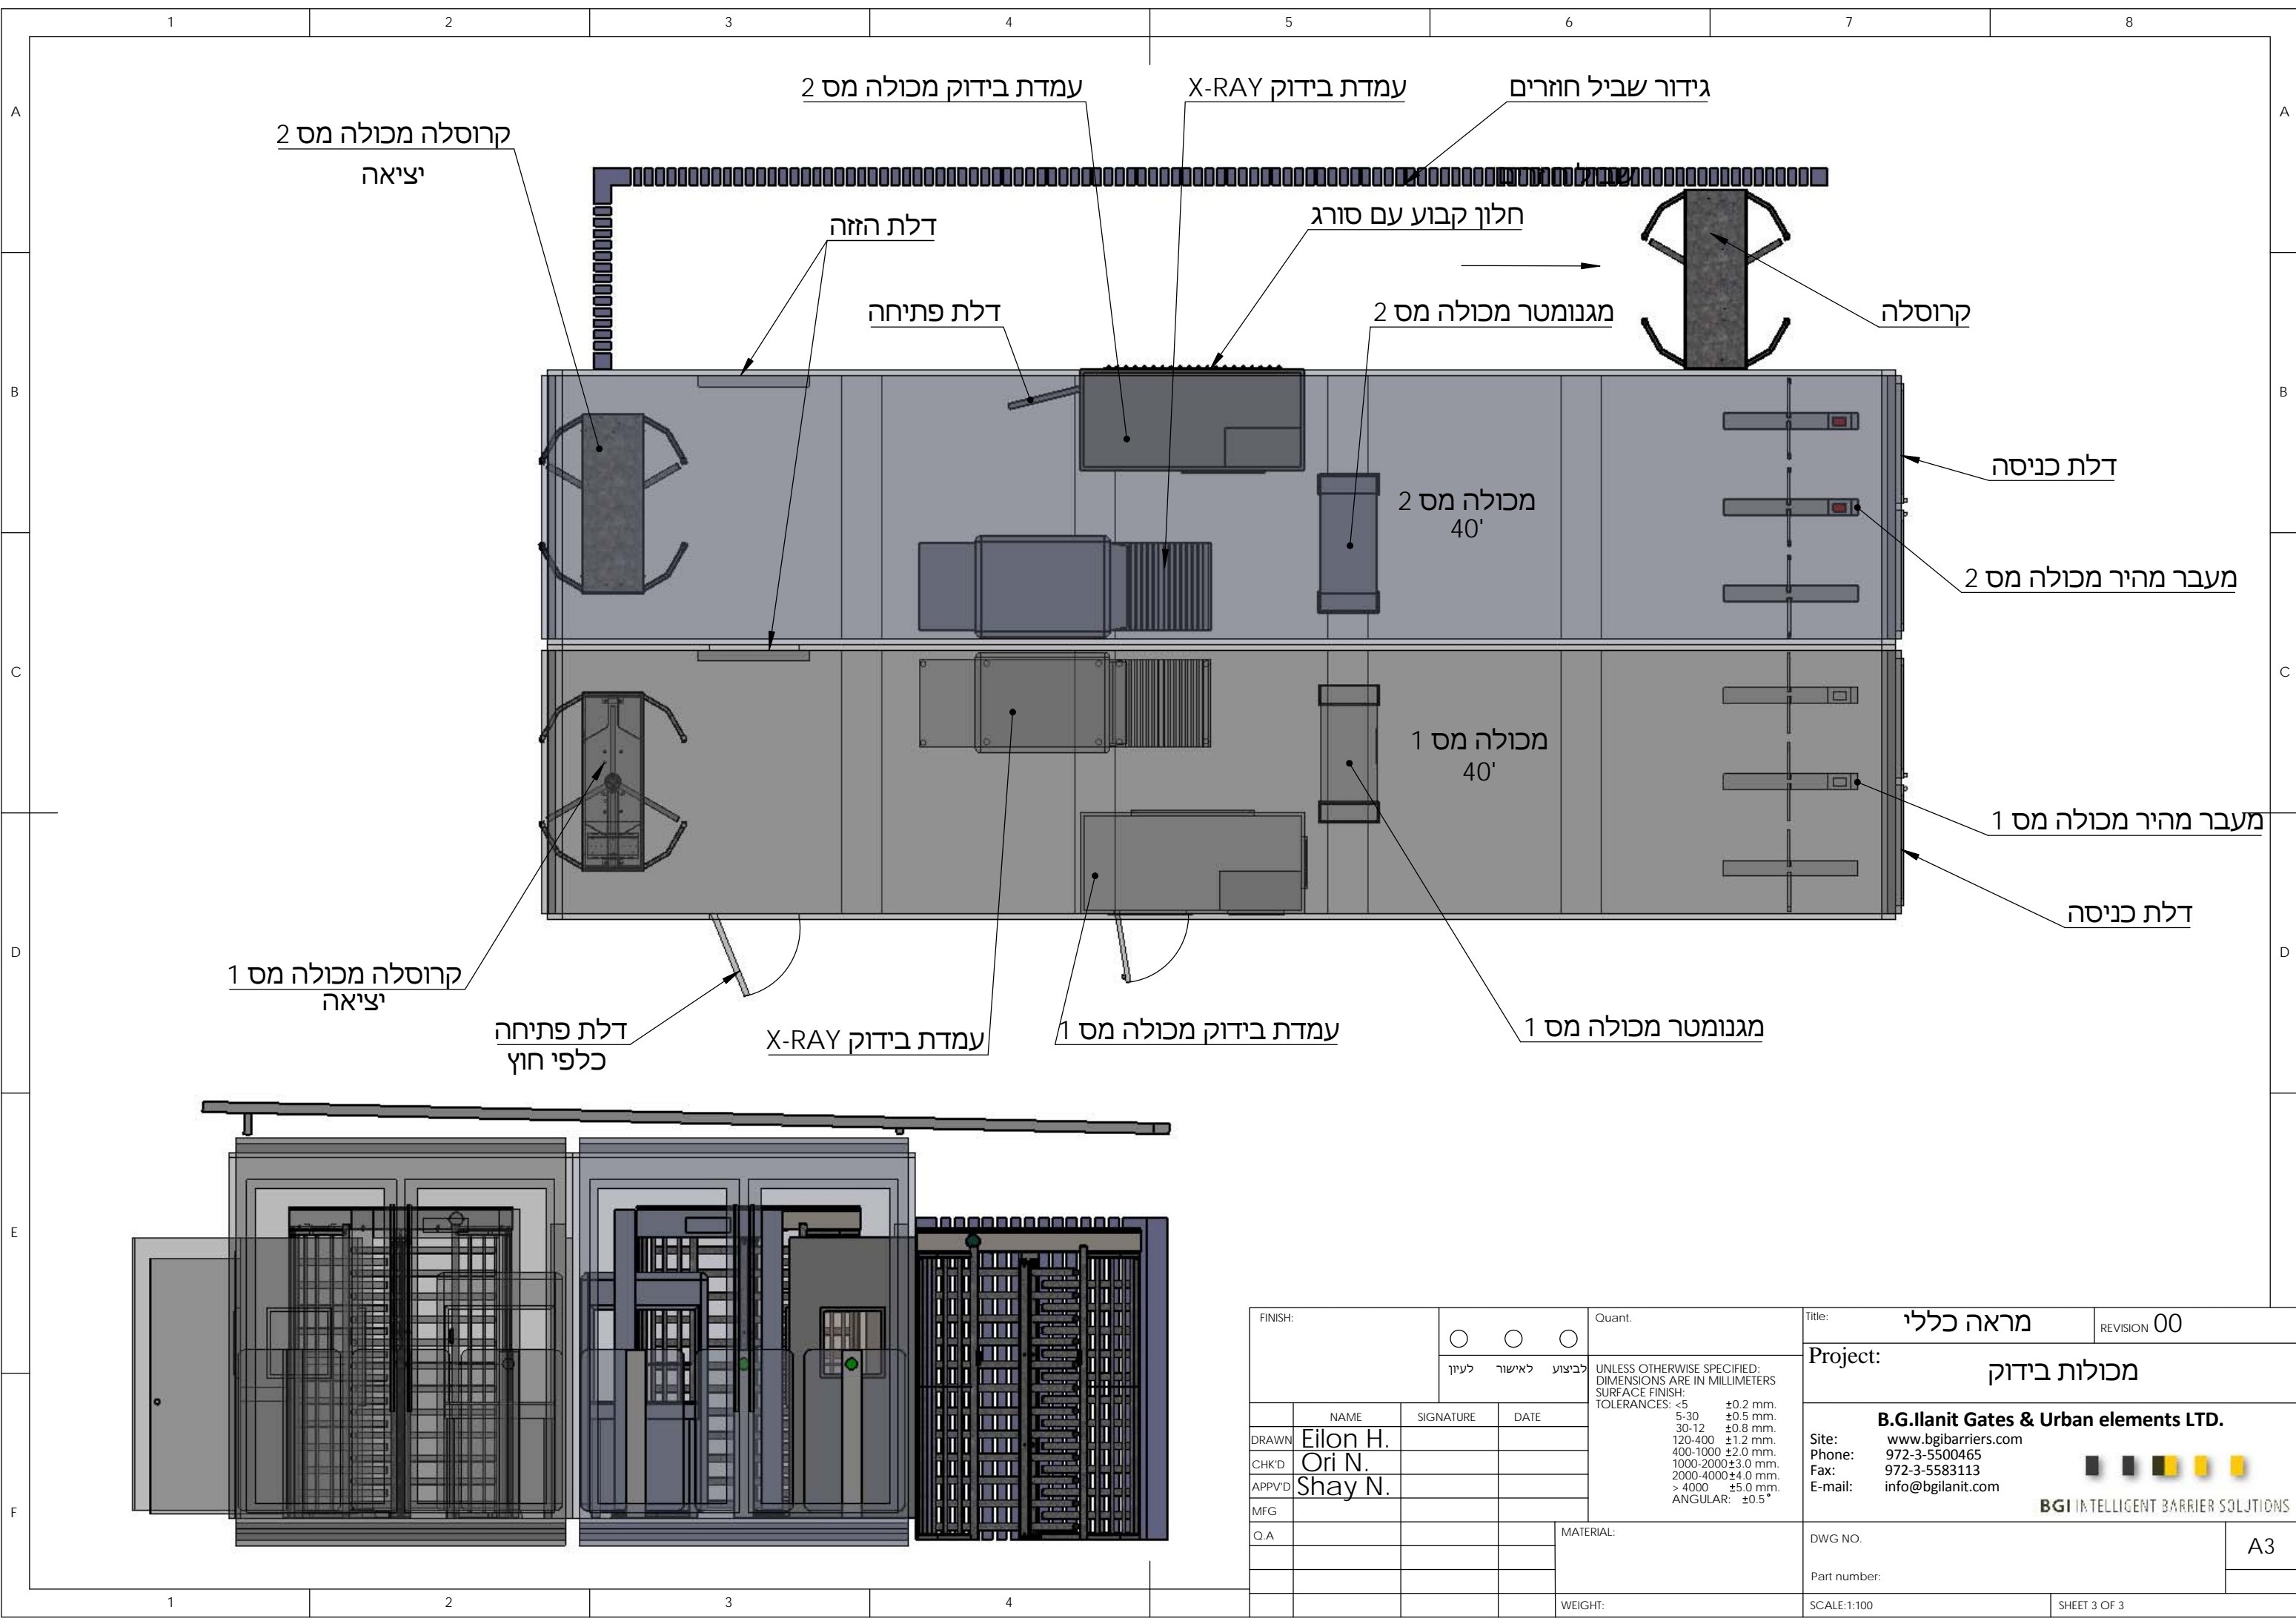 1 2 3 4 5 6 7 8
A
A
עמדת בידוק מכולה מס 2
עמדת בידוק X-RAY
גידור שביל חוזרים
קרוסלה מכולה מס 2
יציאה
שביל חוזרים
דלת הזזה
חלון קבוע עם סורג
דלת פתיחה
מגנומטר מכולה מס 2
קרוסלה
B
B
דלת כניסה
מכולה מס 2
40'
מעבר מהיר מכולה מס 2
C
C
מכולה מס 1
40'
מעבר מהיר מכולה מס 1
דלת כניסה
D
D
קרוסלה מכולה מס 1
יציאה
דלת פתיחה
כלפי חוץ
עמדת בידוק X-RAY
עמדת בידוק מכולה מס 1
מגנומטר מכולה מס 1
E
E
F
F
FINISH:
לעיון לאישור לביצוע
Quant.
UNLESS OTHERWISE SPECIFIED:
DIMENSIONS ARE IN MILLIMETERS
SURFACE FINISH:
TOLERANCES: <5 ±0.2 mm.
5-30 ±0.5 mm.
30-12 ±0.8 mm.
120-400 ±1.2 mm.
400-1000 ±2.0 mm.
1000-2000±3.0 mm.
2000-4000±4.0 mm.
> 4000 ±5.0 mm.
ANGULAR: ±0.5°
Title: מראה כללי
REVISION 00
Project:
מכולות בידוק
NAME SIGNATURE DATE
DRAWN Eilon H.
CHK'D Ori N.
APPV'D Shay N.
MFG
Q.A
MATERIAL:
WEIGHT:
B.G.Ilanit Gates & Urban elements LTD.
Site: www.bgibarriers.com
Phone: 972-3-5500465
Fax: 972-3-5583113
E-mail: info@bgilanit.com
BGI INTELLIGENT BARRIER SOLUTIONS
DWG NO.
A3
Part number:
SCALE:1:100
SHEET 3 OF 3
1 2 3 4